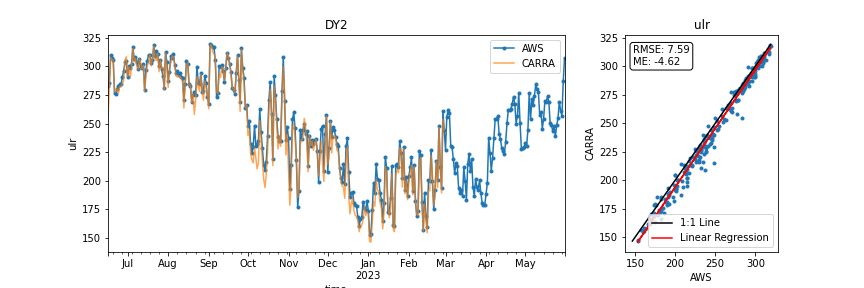 DY2
325
300
275
250
225
200
175
150
ulr
AWS
CARRA
Jul
Aug
Sep
Oct
Nov
Dec
Jan
2023
Feb
Mar
Apr
May
time
ulr
325
300
275
250
225
200
175
150
CARRA
RMSE: 7.59
ME: -4.62
1:1 Line
Linear Regression
150
200
250
300
AWS